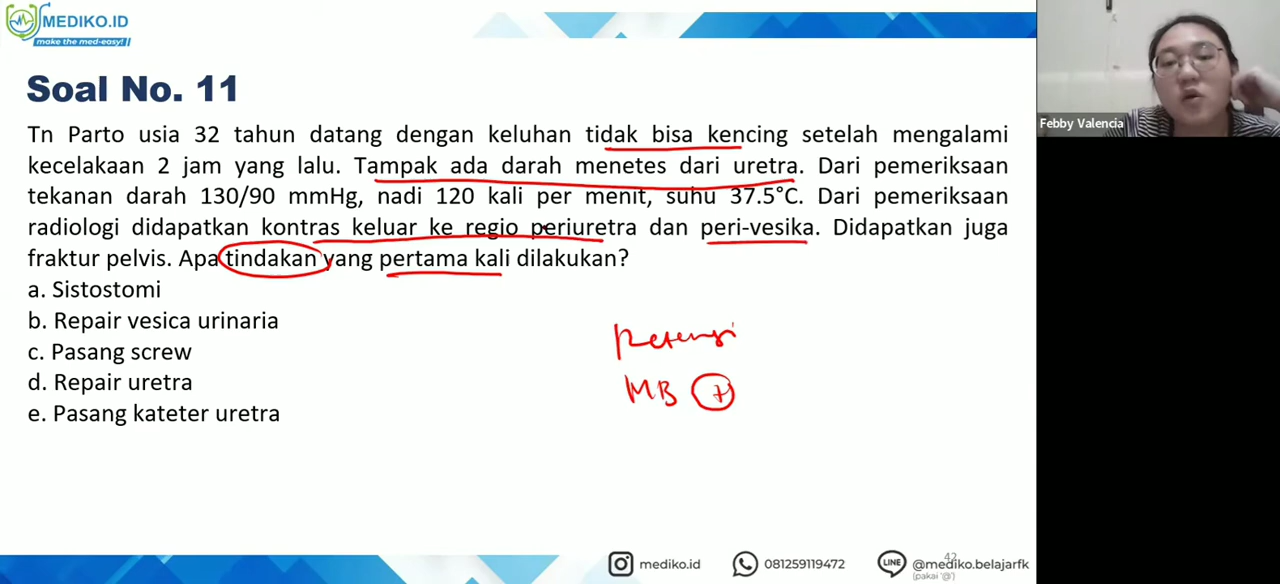 MEDIKO.ID
make the med-easy!
Soal No. 11
Tn Parto usia 32 tahun datang dengan keluhan tidak bisa kencing setelah mengalami
kecelakaan 2 jam yang lalu. Tampak ada darah menetes dari uretra. Dari pemeriksaan
tekanan darah 130/90 mmHg, nadi 120 kali per menit, suhu 37.5°C. Dari pemeriksaan
radiologi didapatkan kontras keluar ke regio periuretra dan peri-vesika. Didapatkan juga
fraktur pelvis. Apa tindakan yang pertama kali dilakukan?
a. Sistostomi
b. Repair vesica urinaria
c. Pasang screw
d. Repair uretra
e. Pasang kateter uretra
Retensi
MB +
Febby Valencia
mediko.id
081259119472
LINE
@mediko.belajarfk
(pakai '@')
42